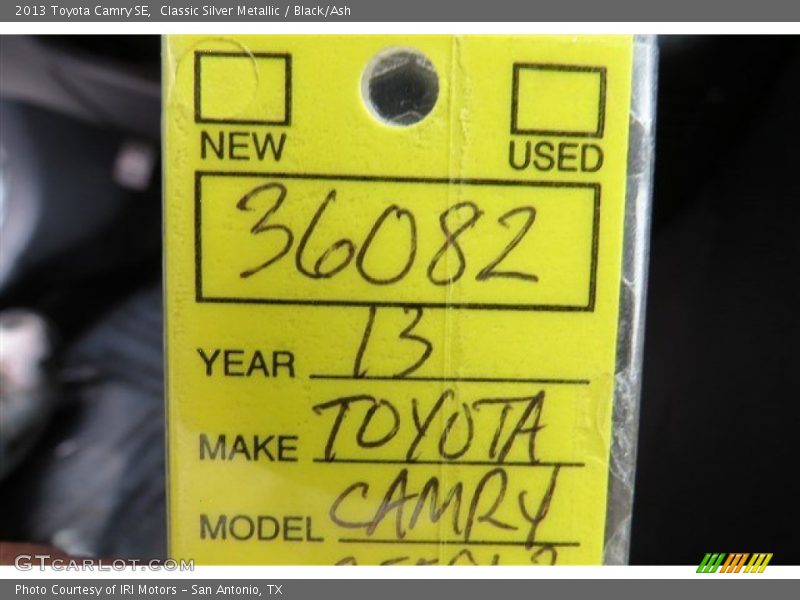 2013 Toyota Camry SE, Classic Silver Metallic / Black/Ash
NEW USED
36082
YEAR 13
MAKE TOYOTA
MODEL CAMRY
GTCarLot.com
Photo Courtesy of IRI Motors - San Antonio, TX